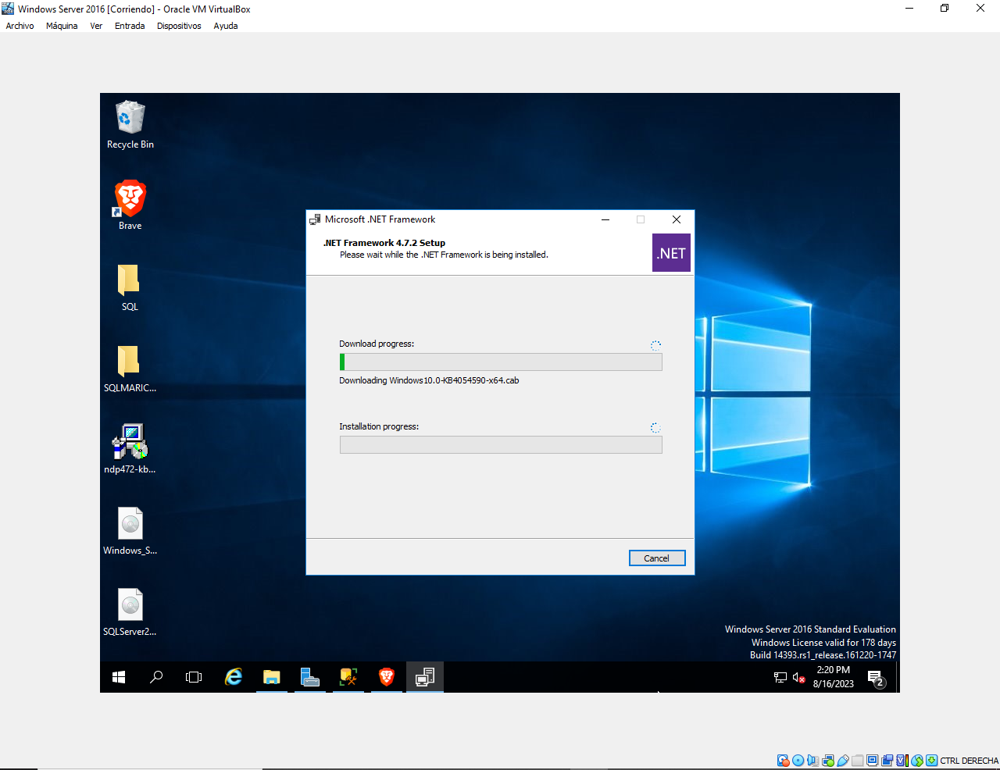 Windows Server 2016 [Corriendo] - Oracle VM VirtualBox
Archivo Máquina Ver Entrada Dispositivos Ayuda
Recycle Bin
Brave
SQL
SQLMARIC...
ndp472-kb...
Windows_S...
SQLServer2...
Microsoft .NET Framework
.NET Framework 4.7.2 Setup
Please wait while the .NET Framework is being installed.
.NET
Download progress:
Downloading Windows10.0-KB4054590-x64.cab
Installation progress:
Cancel
Windows Server 2016 Standard Evaluation
Windows License valid for 178 days
Build 14393.rs1_release.161220-1747
2:20 PM
8/16/2023
2
CTRL DERECHA